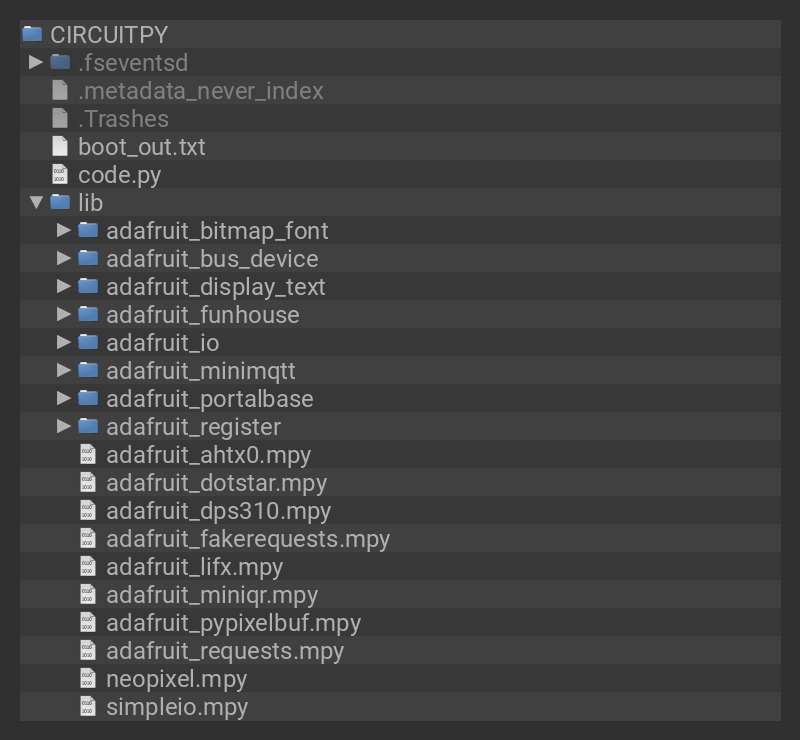 CIRCUITPY
.fseventsd
.metadata_never_index
.Trashes
boot_out.txt
code.py
lib
adafruit_bitmap_font
adafruit_bus_device
adafruit_display_text
adafruit_funhouse
adafruit_io
adafruit_minimqtt
adafruit_portalbase
adafruit_register
adafruit_ahtx0.mpy
adafruit_dotstar.mpy
adafruit_dps310.mpy
adafruit_fakerequests.mpy
adafruit_lifx.mpy
adafruit_miniqr.mpy
adafruit_pypixelbuf.mpy
adafruit_requests.mpy
neopixel.mpy
simpleio.mpy